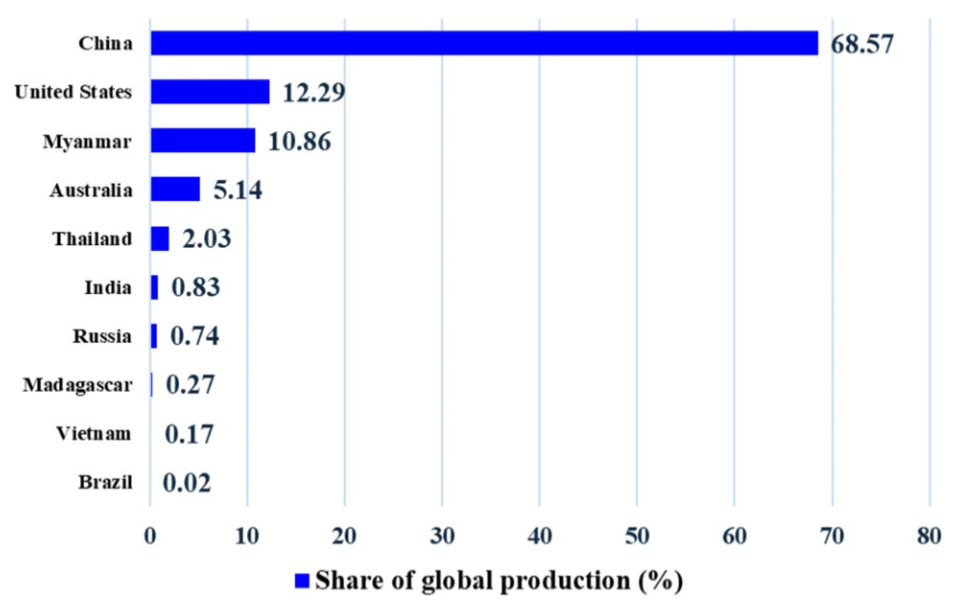 China 68.57
United States 12.29
Myanmar 10.86
Australia 5.14
Thailand 2.03
India 0.83
Russia 0.74
Madagascar 0.27
Vietnam 0.17
Brazil 0.02
0 10 20 30 40 50 60 70 80
Share of global production (%)